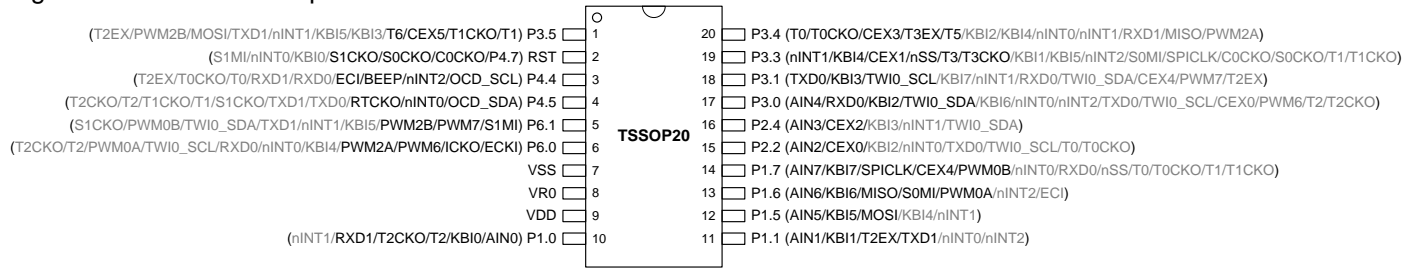 (T2EX/PWM2B/MOSI/TXD1/nINT1/KBI5/KBI3/T6/CEX5/T1CKO/T1) P3.5 1
(S1MI/nINT0/KBI0/S1CKO/S0CKO/C0CKO/P4.7) RST 2
(T2EX/T0CKO/T0/RXD1/RXD0/ECI/BEEP/nINT2/OCD_SCL) P4.4 3
(T2CKO/T2/T1CKO/T1/S1CKO/TXD1/TXD0/RTCKO/nINT0/OCD_SDA) P4.5 4
(S1CKO/PWM0B/TWI0_SDA/TXD1/nINT1/KBI5/PWM2B/PWM7/S1MI) P6.1 5
(T2CKO/T2/PWM0A/TWI0_SCL/RXD0/nINT0/KBI4/PWM2A/PWM6/ICKO/ECKI) P6.0 6
VSS 7
VR0 8
VDD 9
(nINT1/RXD1/T2CKO/T2/KBI0/AIN0) P1.0 10
TSSOP20
20 P3.4 (T0/T0CKO/CEX3/T3EX/T5/KBI2/KBI4/nINT0/nINT1/RXD1/MISO/PWM2A)
19 P3.3 (nINT1/KBI4/CEX1/nSS/T3/T3CKO/KBI1/KBI5/nINT2/S0MI/SPICLK/C0CKO/S0CKO/T1/T1CKO)
18 P3.1 (TXD0/KBI3/TWI0_SCL/KBI7/nINT1/RXD0/TWI0_SDA/CEX4/PWM7/T2EX)
17 P3.0 (AIN4/RXD0/KBI2/TWI0_SDA/KBI6/nINT0/nINT2/TXD0/TWI0_SCL/CEX0/PWM6/T2/T2CKO)
16 P2.4 (AIN3/CEX2/KBI3/nINT1/TWI0_SDA)
15 P2.2 (AIN2/CEX0/KBI2/nINT0/TXD0/TWI0_SCL/T0/T0CKO)
14 P1.7 (AIN7/KBI7/SPICLK/CEX4/PWM0B/nINT0/RXD0/nSS/T0/T0CKO/T1/T1CKO)
13 P1.6 (AIN6/KBI6/MISO/S0MI/PWM0A/nINT2/ECI)
12 P1.5 (AIN5/KBI5/MOSI/KBI4/nINT1)
11 P1.1 (AIN1/KBI1/T2EX/TXD1/nINT0/nINT2)